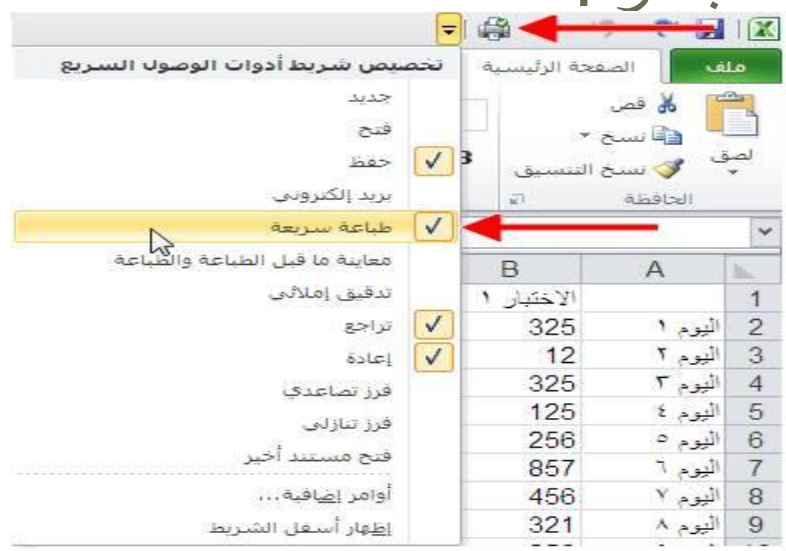 ملف
الصفحة الرئيسية
لصق
قص
نسخ
نسخ التنسيق
الحافظة
B
تخصيص شريط أدوات الوصول السريع
جديد
فتح
حفظ
بريد إلكتروني
طباعة سريعة
معاينة ما قبل الطباعة والطباعة
تدقيق إملائي
تراجع
إعادة
فرز تصاعدي
فرز تنازلي
فتح مستند أخير
أوامر إضافية...
إظهار أسفل الشريط
A B
1 الاختبار ١
2 اليوم ١ 325
3 اليوم ٢ 12
4 اليوم ٣ 325
5 اليوم ٤ 125
6 اليوم ٥ 256
7 اليوم ٦ 857
8 اليوم ٧ 456
9 اليوم ٨ 321